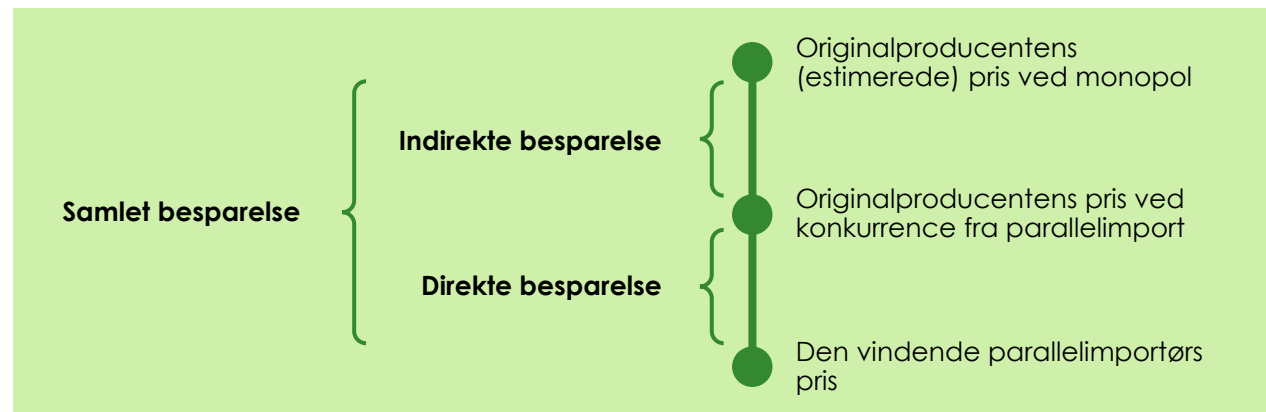 Originalproducentens
(estimerede) pris ved monopol
Indirekte besparelse
Originalproducentens pris ved
konkurrence fra parallelimport
Samlet besparelse
Direkte besparelse
Den vindende parallelimportørs
pris